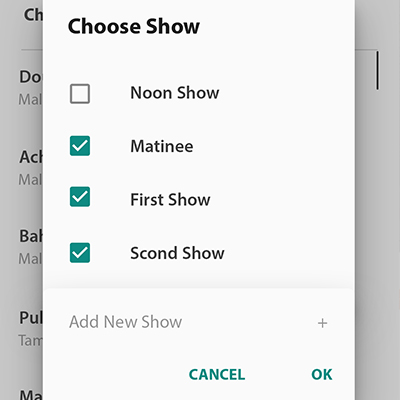 Ch
Choose Show
Dou
Mal
Noon Show
Matinee
Ach
Mal
First Show
Bah
Mal
Scond Show
Add New Show +
Pul
Tam
CANCEL OK
Ma